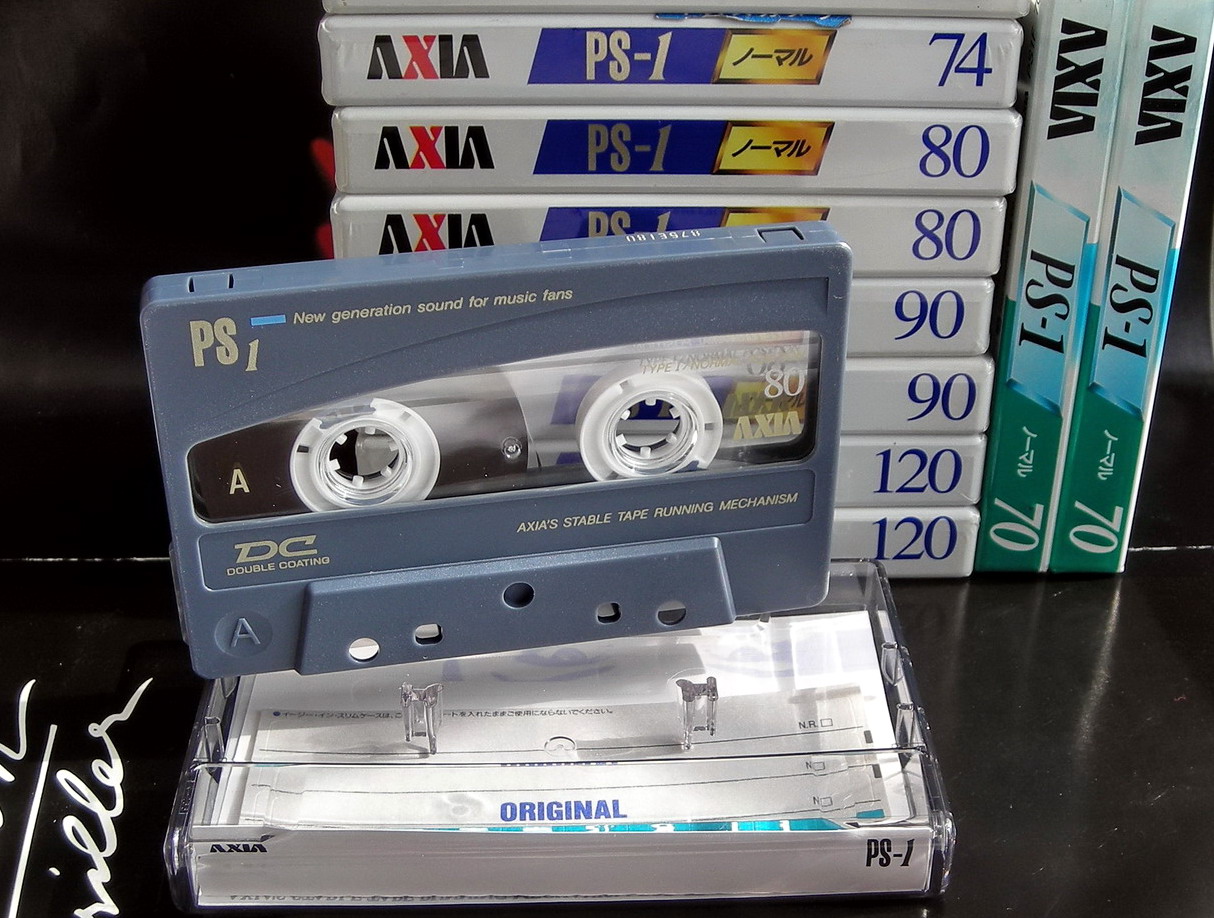 AXIA PS-1 ノーマル 74
AXIA PS-1 ノーマル 80
AXIA PS-1 80
90
90
120
120
AXIA PS-1 ノーマル 70
AXIA PS-1 ノーマル 70
PS 1 New generation sound for music fans
80
AXIA
A
AXIA'S STABLE TAPE RUNNING MECHANISM
DC
DOUBLE COATING
A
N.R.
ORIGINAL
AXIA
PS-1